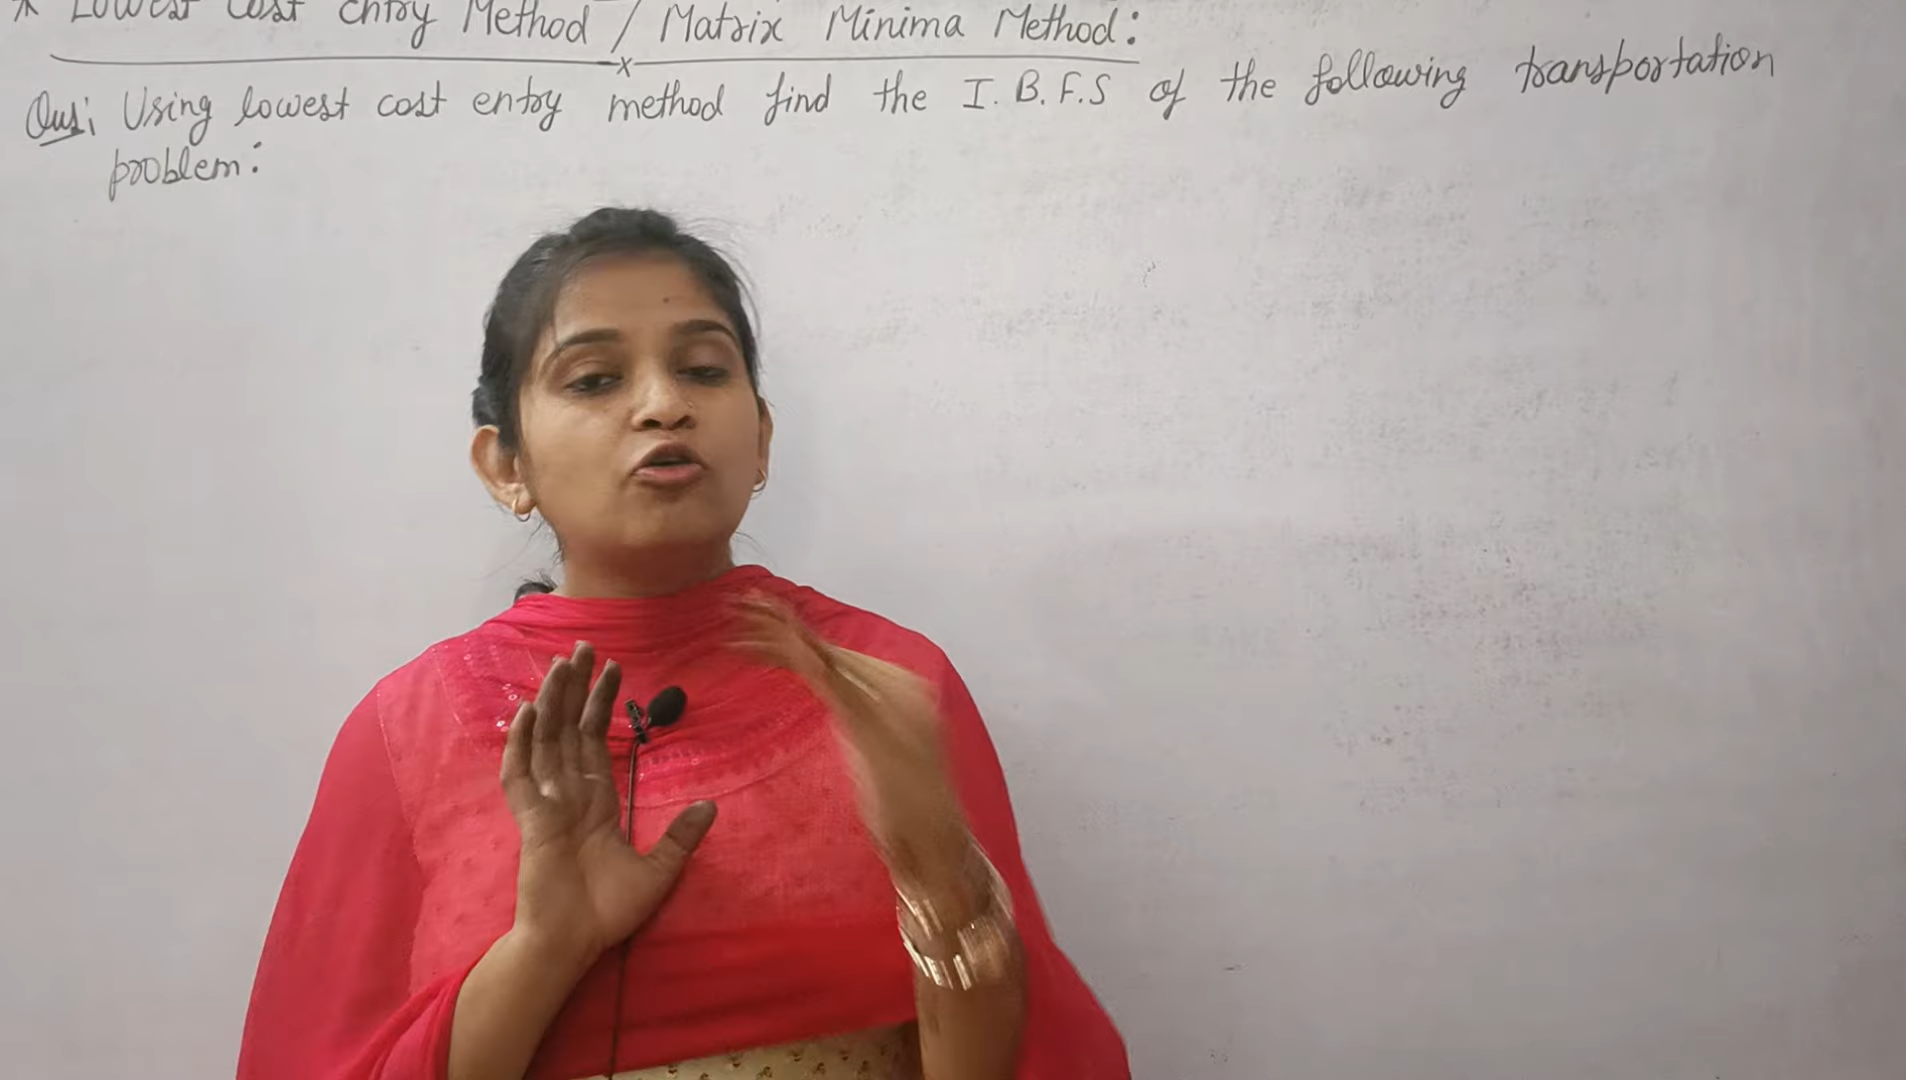 * Lowest Cost Entry Method / Matrix Minima Method:
Ques: Using lowest cost entry method find the I.B.F.S of the following transportation
problem: